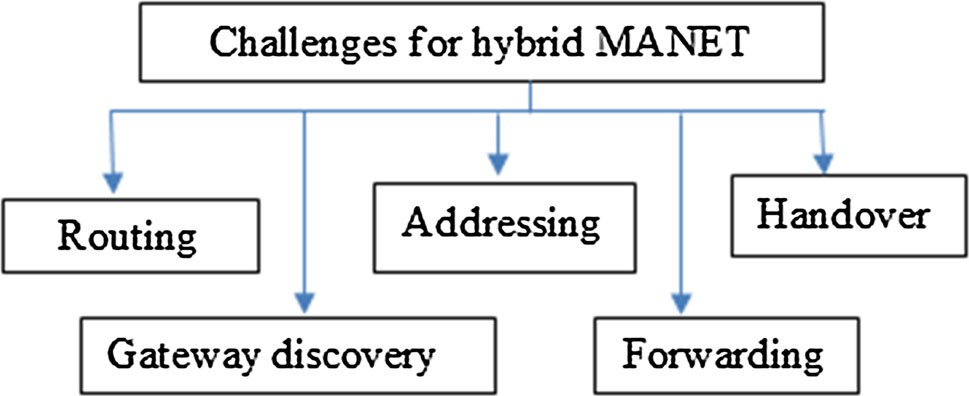 Challenges for hybrid MANET
Routing
Addressing
Handover
Gateway discovery
Forwarding